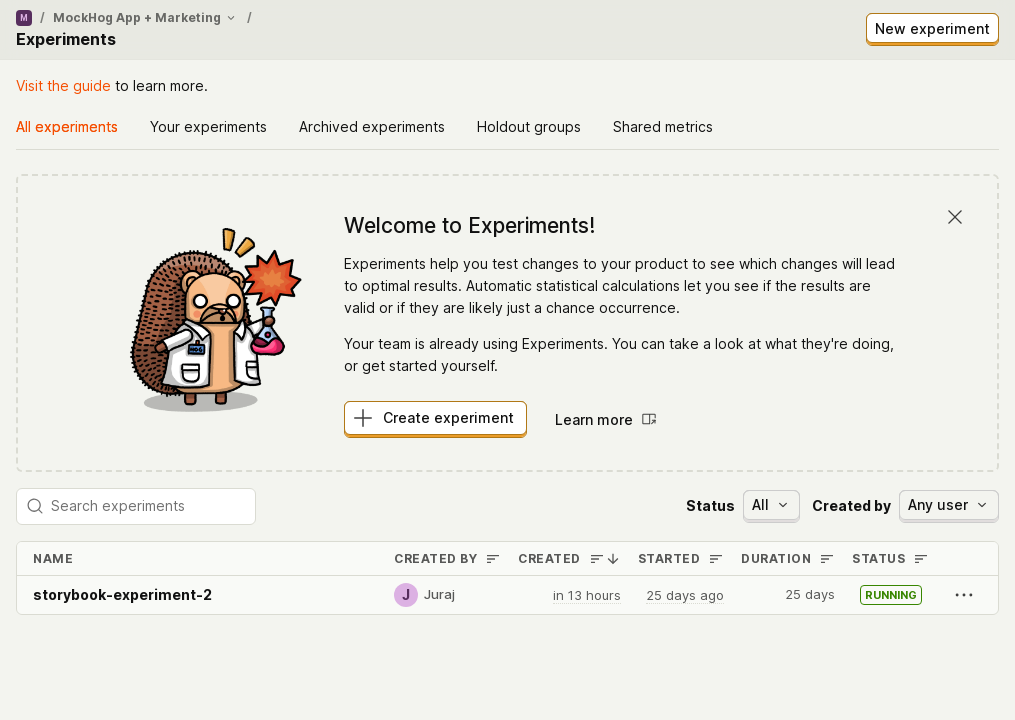 M / MockHog App + Marketing /
Experiments
New experiment
Visit the guide to learn more.
All experiments Your experiments Archived experiments Holdout groups Shared metrics
Welcome to Experiments!
Experiments help you test changes to your product to see which changes will lead
to optimal results. Automatic statistical calculations let you see if the results are
valid or if they are likely just a chance occurrence.
Your team is already using Experiments. You can take a look at what they're doing,
or get started yourself.
Create experiment Learn more
Search experiments Status All Created by Any user
NAME CREATED BY CREATED STARTED DURATION STATUS
storybook-experiment-2 J Juraj in 13 hours 25 days ago 25 days RUNNING